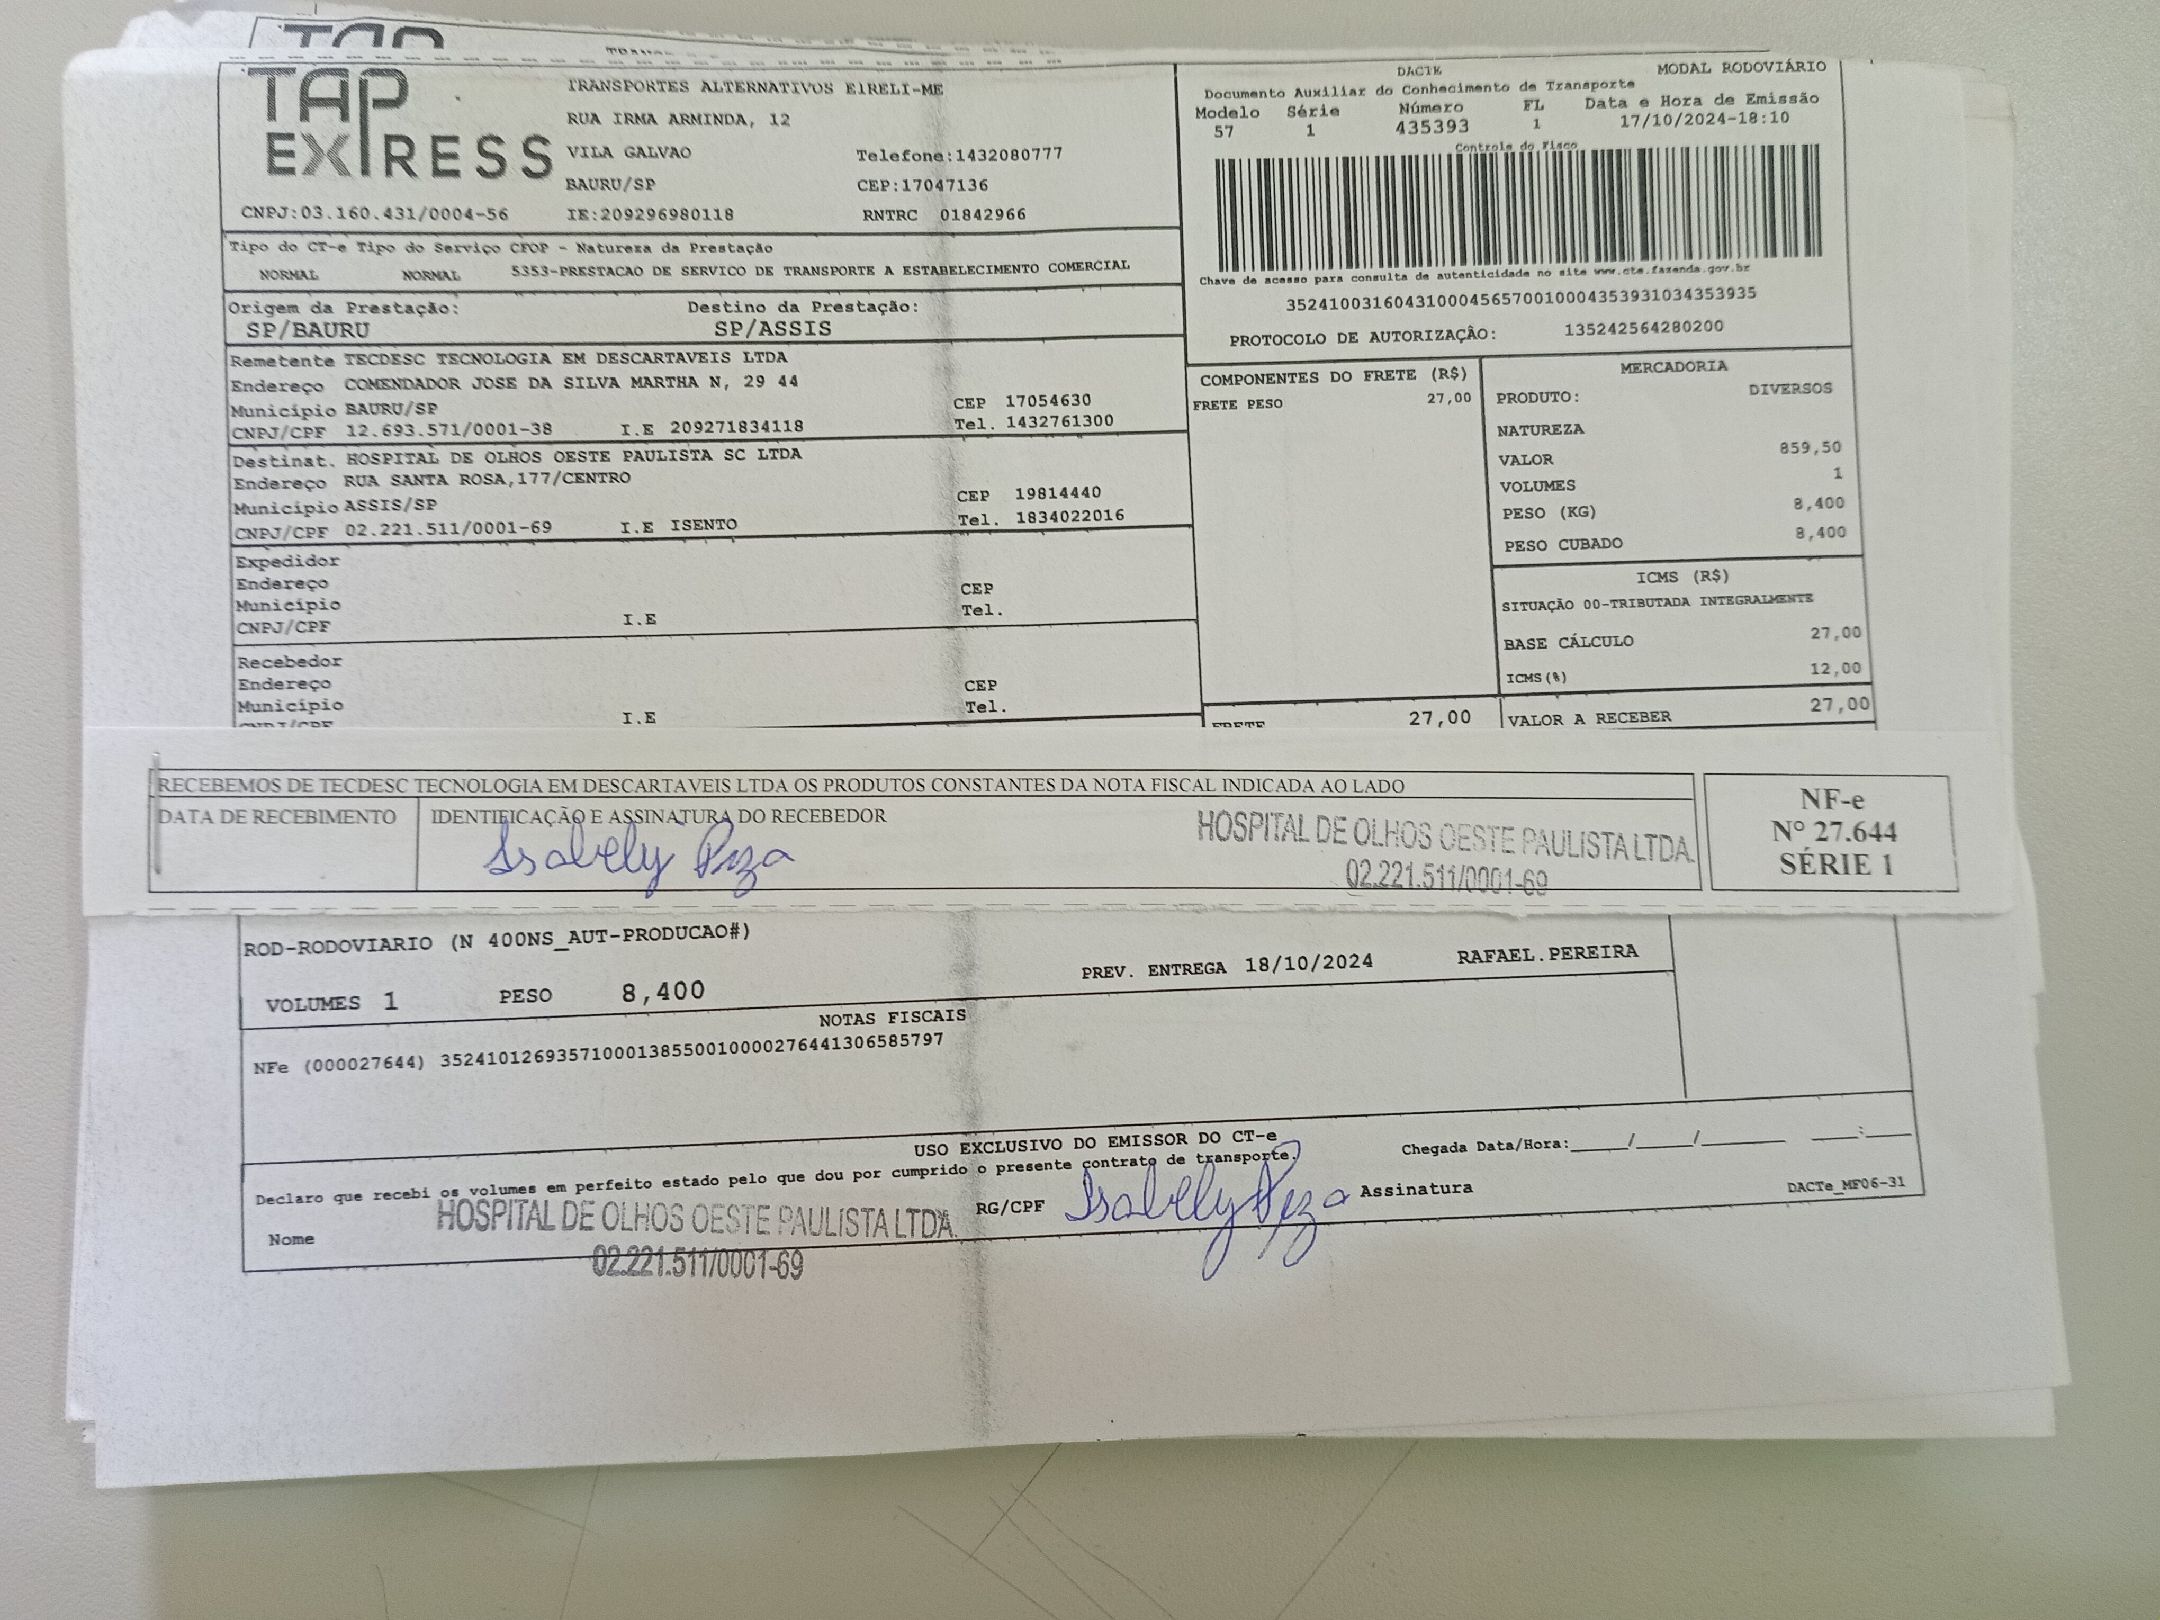 TAP
TAP
EXPRESS
TRANSPORTES ALTERNATIVOS EIRELI-ME
RUA IRMA ARMINDA, 12
VILA GALVAO Telefone:1432080777
BAURU/SP CEP:17047136
CNPJ:03.160.431/0004-56 IE:209296980118 RNTRC 01842966
DACTE MODAL RODOVIÁRIO
Documento Auxiliar do Conhecimento de Transporte
Modelo Série Número FL Data e Hora de Emissão
57 1 435393 1 17/10/2024-18:10
Controle do Fisco
Chave de acesso para consulta de autenticidade no site www.cte.fazenda.gov.br
35241003160431000456570010004353931034353935
PROTOCOLO DE AUTORIZAÇÂO: 135242564280200
Tipo do CT-e Tipo do Serviço CFOP - Natureza da Prestação
NORMAL NORMAL 5353-PRESTACAO DE SERVICO DE TRANSPORTE A ESTABELECIMENTO COMERCIAL
Origem da Prestação: Destino da Prestação:
SP/BAURU SP/ASSIS
Remetente TECDESC TECNOLOGIA EM DESCARTAVEIS LTDA
Endereço COMENDADOR JOSE DA SILVA MARTHA N, 29 44
Município BAURU/SP CEP 17054630
CNPJ/CPF 12.693.571/0001-38 I.E 209271834118 Tel. 1432761300
Destinat. HOSPITAL DE OLHOS OESTE PAULISTA SC LTDA
Endereço RUA SANTA ROSA,177/CENTRO
Município ASSIS/SP CEP 19814440
CNPJ/CPF 02.221.511/0001-69 I.E ISENTO Tel. 1834022016
Expedidor
Endereço CEP
Município Tel.
CNPJ/CPF I.E
Recebedor
Endereço CEP
Município Tel.
CNPJ/CPF I.E
COMPONENTES DO FRETE (R$)
FRETE PESO 27,00
MERCADORIA
PRODUTO: DIVERSOS
NATUREZA
VALOR 859,50
VOLUMES 1
PESO (KG) 8,400
PESO CUBADO 8,400
ICMS (R$)
SITUAÇÃO 00-TRIBUTADA INTEGRALMENTE
BASE CÁLCULO 27,00
ICMS(%) 12,00
FRETE 27,00 VALOR A RECEBER 27,00
RECEBEMOS DE TECDESC TECNOLOGIA EM DESCARTAVEIS LTDA OS PRODUTOS CONSTANTES DA NOTA FISCAL INDICADA AO LADO
DATA DE RECEBIMENTO IDENTIFICAÇÃO E ASSINATURA DO RECEBEDOR
Isabely Piza
HOSPITAL DE OLHOS OESTE PAULISTA LTDA.
02.221.511/0001-69
NF-e
Nº 27.644
SÉRIE 1
ROD-RODOVIARIO (N 400NS_AUT-PRODUCAO#)
VOLUMES 1 PESO 8,400 PREV. ENTREGA 18/10/2024 RAFAEL.PEREIRA
NOTAS FISCAIS
NFe (000027644) 35241012693571000138550010000276441306585797
USO EXCLUSIVO DO EMISSOR DO CT-e
Declaro que recebi os volumes em perfeito estado pelo que dou por cumprido o presente contrato de transporte. Chegada Data/Hora:_____/_____/_______ ____:____
Nome HOSPITAL DE OLHOS OESTE PAULISTA LTDA. RG/CPF Isabely Piza Assinatura DACTe_MF06-31
02.221.511/0001-69